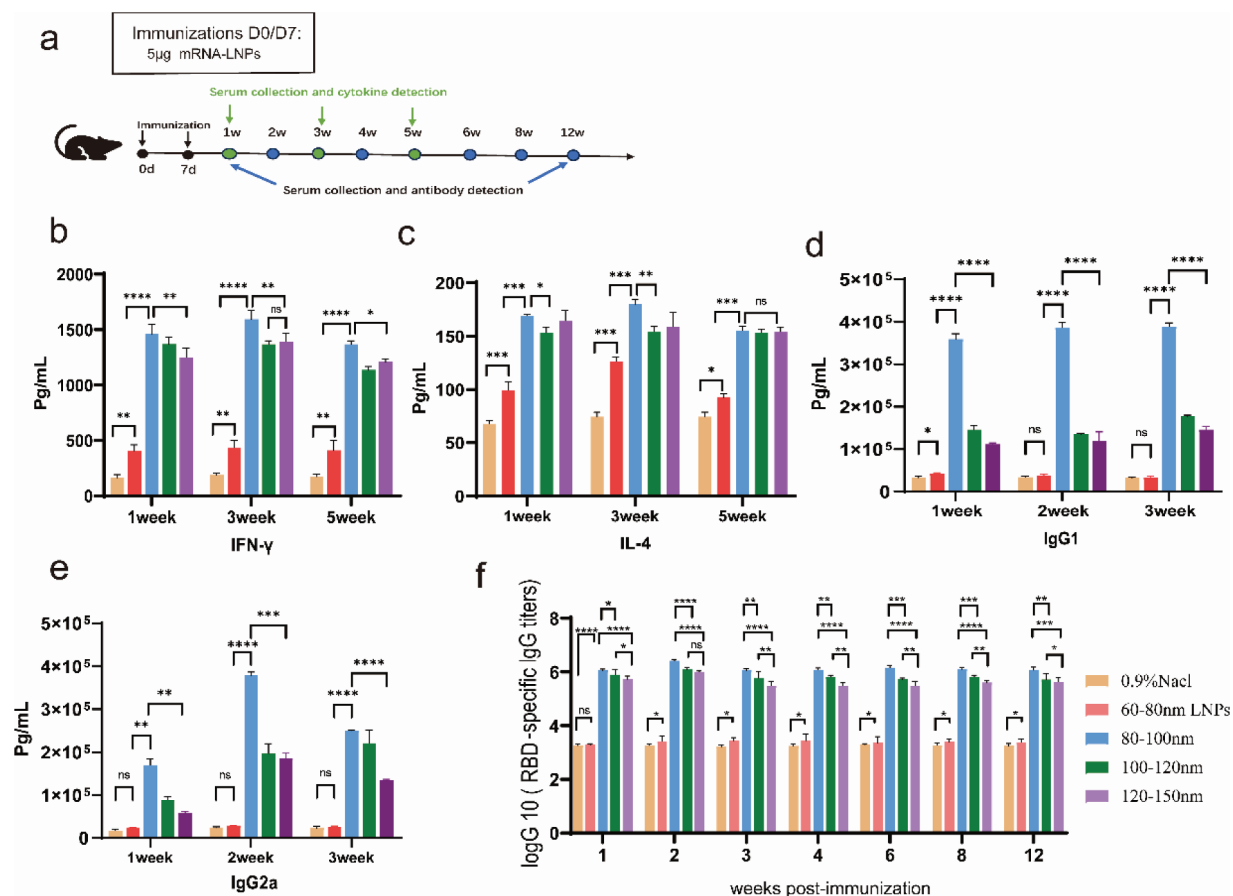 a
Immunizations D0/D7:
5μg mRNA-LNPs
Serum collection and cytokine detection
Immunization
1w 2w 3w 4w 5w 6w 8w 12w
0d 7d
Serum collection and antibody detection
b
Pg/mL
2000
1500
1000
500
0
** **** **
** **** ** ns
** **** *
1week 3week 5week
IFN-γ
c
Pg/mL
200
150
100
50
0
*** *** *
*** *** **
* *** ns
1week 3week 5week
IL-4
d
Pg/mL
5×10⁵
4×10⁵
3×10⁵
2×10⁵
1×10⁵
0
* **** ****
ns **** ****
ns **** ****
1week 2week 3week
IgG1
e
Pg/mL
5×10⁵
4×10⁵
3×10⁵
2×10⁵
1×10⁵
0
ns ** **
ns **** ***
ns **** ****
1week 2week 3week
IgG2a
f
logG 10 ( RBD-specific IgG titers)
8
6
4
2
0
ns **** * **** *
* **** **** ns
* ** **** **
* ** **** **
* *** **** **
* *** **** **
* ** *** *
1 2 3 4 6 8 12
weeks post-immunization
0.9%Nacl
60-80nm LNPs
80-100nm
100-120nm
120-150nm